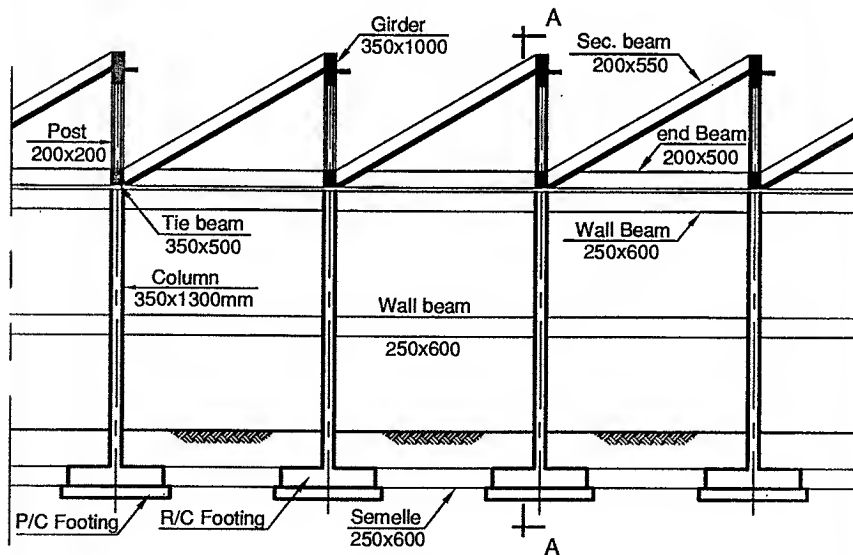 A
Girder
350x1000
Sec. beam
200x550
Post
200x200
end Beam
200x500
Tie beam
350x500
Wall Beam
250x600
Column
350x1300mm
Wall beam
250x600
P/C Footing
R/C Footing
Semelle
250x600
A